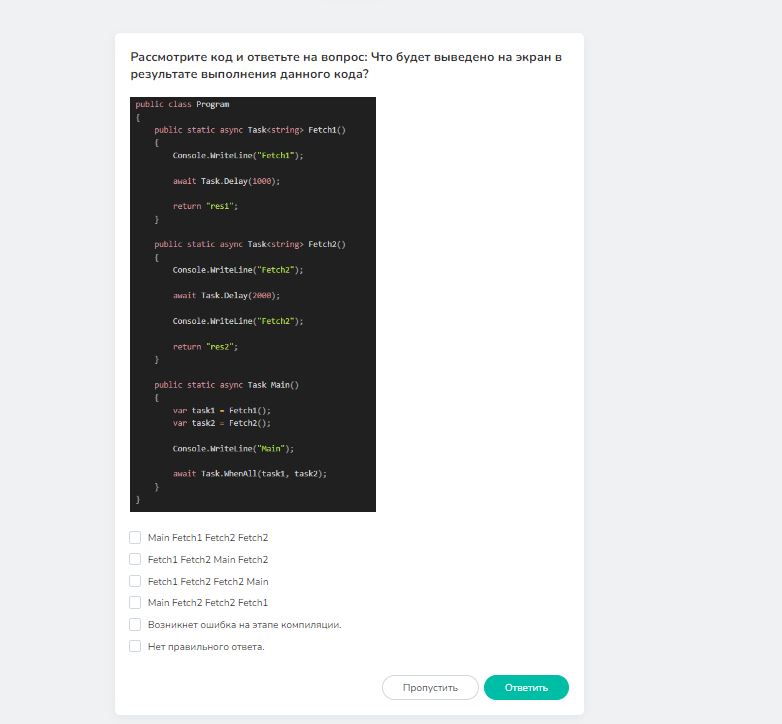 Рассмотрите код и ответьте на вопрос: Что будет выведено на экран в
результате выполнения данного кода?
public class Program
{
public static async Task<string> Fetch1()
{
Console.WriteLine("Fetch1");
await Task.Delay(1000);
return "res1";
}
public static async Task<string> Fetch2()
{
Console.WriteLine("Fetch2");
await Task.Delay(2000);
Console.WriteLine("Fetch2");
return "res2";
}
public static async Task Main()
{
var task1 = Fetch1();
var task2 = Fetch2();
Console.WriteLine("Main");
await Task.WhenAll(task1, task2);
}
}
Main Fetch1 Fetch2 Fetch2
Fetch1 Fetch2 Main Fetch2
Fetch1 Fetch2 Fetch2 Main
Main Fetch2 Fetch2 Fetch1
Возникнет ошибка на этапе компиляции.
Нет правильного ответа.
Пропустить
Ответить